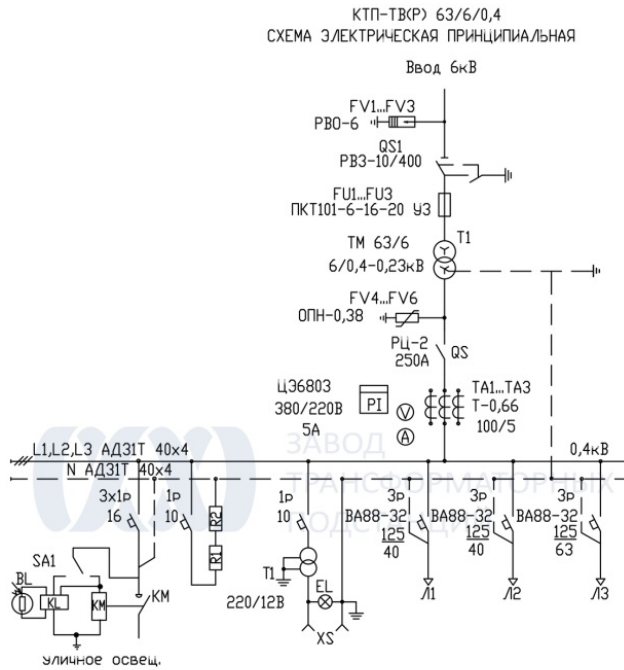 КТП-ТВ(Р) 63/6/0,4
СХЕМА ЭЛЕКТРИЧЕСКАЯ ПРИНЦИПИАЛЬНАЯ
Ввод 6кВ
FV1...FV3
РВО-6
QS1
РВЗ-10/400
FU1...FU3
ПКТ101-6-16-20 У3
ТМ 63/6
T1
6/0,4-0,23кВ
FV4...FV6
ОПН-0,38
РЦ-2
250А
QS
ЦЭ6803
380/220В
5А
PI
V
A
ТА1...ТА3
Т-0,66
100/5
L1,L2,L3 АД31Т 40х4
0,4кВ
N АД31Т 40х4
ЗАВОД
ТРАНСФОРМАТОРНЫХ
ПОДСТАНЦИЙ
3х1р
16
1р
10
1р
10
3р
ВА88-32
125
40
3р
ВА88-32
125
40
3р
ВА88-32
125
63
R2
R1
SA1
BL
KL
KM
KM
T1
220/12В
EL
XS
Л1
Л2
Л3
уличное освещ.